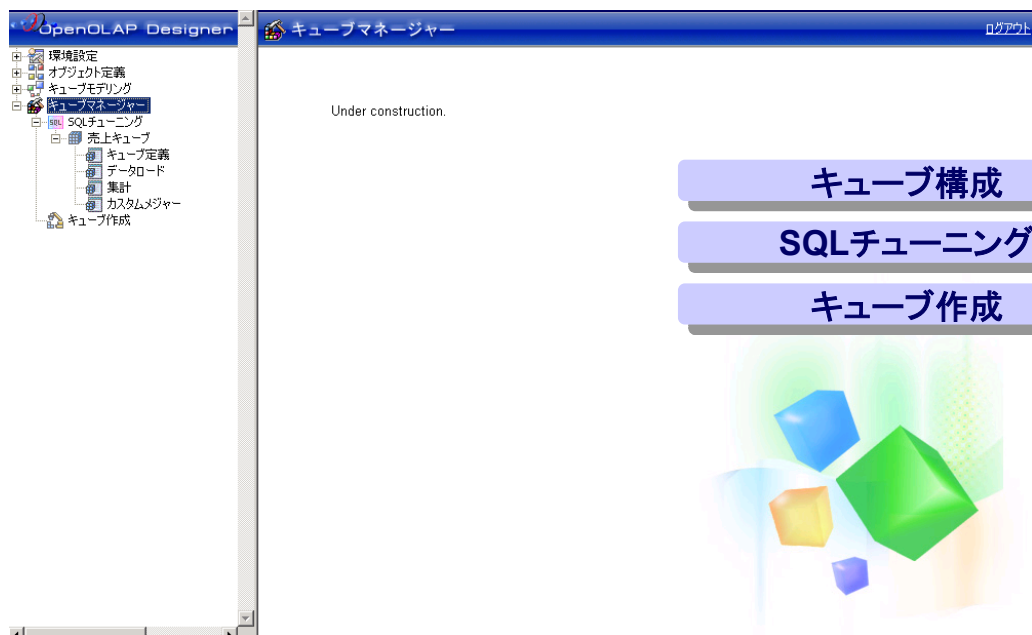 OpenOLAP Designer
環境設定
オブジェクト定義
キューブモデリング
キューブマネージャー
SQL SQLチューニング
売上キューブ
キューブ定義
データロード
集計
カスタムメジャー
キューブ作成
キューブマネージャー
ログアウト
Under construction.
キューブ構成
SQLチューニング
キューブ作成